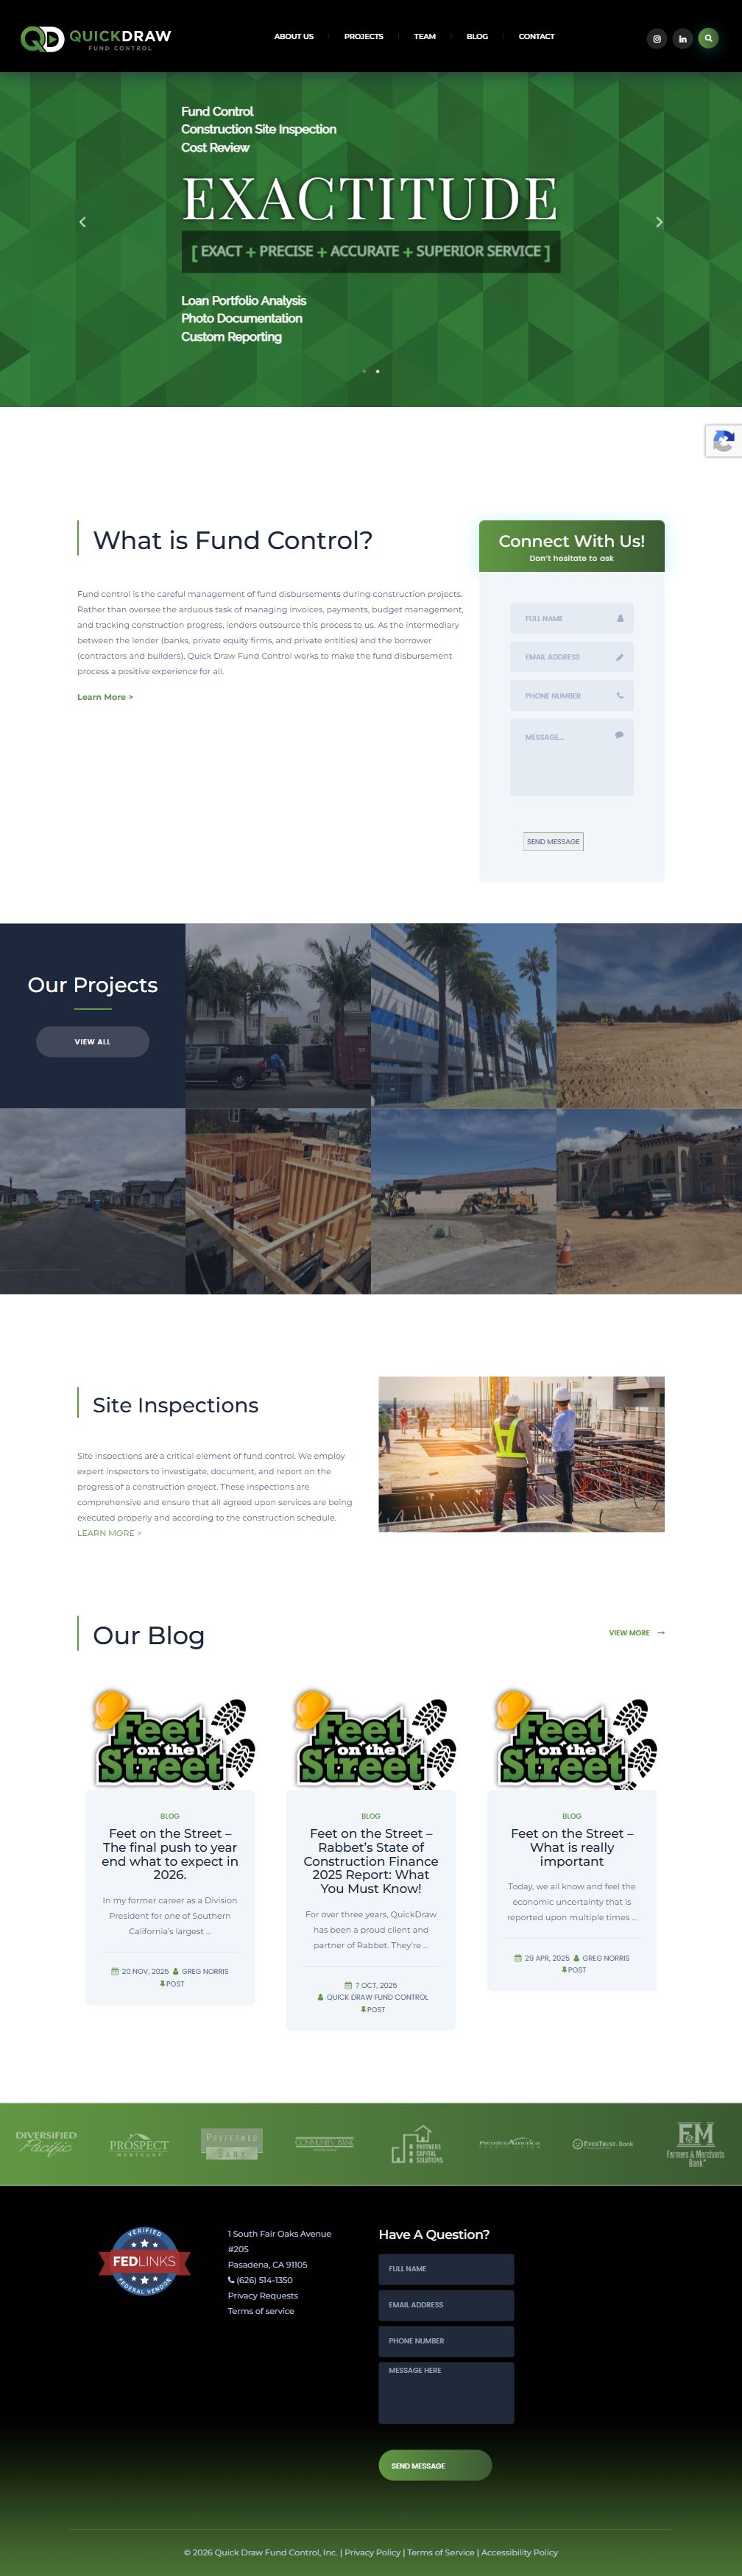 QUICKDRAW
FUND CONTROL
ABOUT US
PROJECTS
TEAM
BLOG
CONTACT
Fund Control
Construction Site Inspection
Cost Review
EXACTITUDE
[ EXACT + PRECISE + ACCURATE + SUPERIOR SERVICE ]
Loan Portfolio Analysis
Photo Documentation
Custom Reporting
What is Fund Control?
Fund control is the careful management of fund disbursements during construction projects.
Rather than oversee the arduous task of managing invoices, payments, budget management,
and tracking construction progress, lenders outsource this process to us. As the intermediary
between the lender (banks, private equity firms, and private entities) and the borrower
(contractors and builders), Quick Draw Fund Control works to make the fund disbursement
process a positive experience for all.
Learn More >
Connect With Us!
Don't hesitate to ask
FULL NAME
EMAIL ADDRESS
PHONE NUMBER
MESSAGE...
SEND MESSAGE
Our Projects
VIEW ALL
Site Inspections
Site inspections are a critical element of fund control. We employ
expert inspectors to investigate, document, and report on the
progress of a construction project. These inspections are
comprehensive and ensure that all agreed upon services are being
executed properly and according to the construction schedule.
LEARN MORE >
Our Blog
VIEW MORE
Feet
on the
Street
BLOG
Feet on the Street –
The final push to year
end what to expect in
2026.
In my former career as a Division
President for one of Southern
California's largest ...
20 NOV, 2025 GREG NORRIS
POST
Feet
on the
Street
BLOG
Feet on the Street –
Rabbet's State of
Construction Finance
2025 Report: What
You Must Know!
For over three years, QuickDraw
has been a proud client and
partner of Rabbet. They're ...
7 OCT, 2025
QUICK DRAW FUND CONTROL
POST
Feet
on the
Street
BLOG
Feet on the Street –
What is really
important
Today, we all know and feel the
economic uncertainty that is
reported upon multiple times ...
29 APR, 2025 GREG NORRIS
POST
DIVERSIFIED
Pacific
PROSPECT
MORTGAGE
PREFERRED
BANK
COMMUNITY BANK
PARTNERS
CAPITAL
SOLUTIONS
PremierAmerica
EverTrust Bank
F&M
Farmers & Merchants
Bank
VERIFIED
FEDLINKS
FEDERAL VENDOR
1 South Fair Oaks Avenue
#205
Pasadena, CA 91105
(626) 514-1350
Privacy Requests
Terms of service
Have A Question?
FULL NAME
EMAIL ADDRESS
PHONE NUMBER
MESSAGE HERE
SEND MESSAGE
© 2026 Quick Draw Fund Control, Inc. | Privacy Policy | Terms of Service | Accessibility Policy